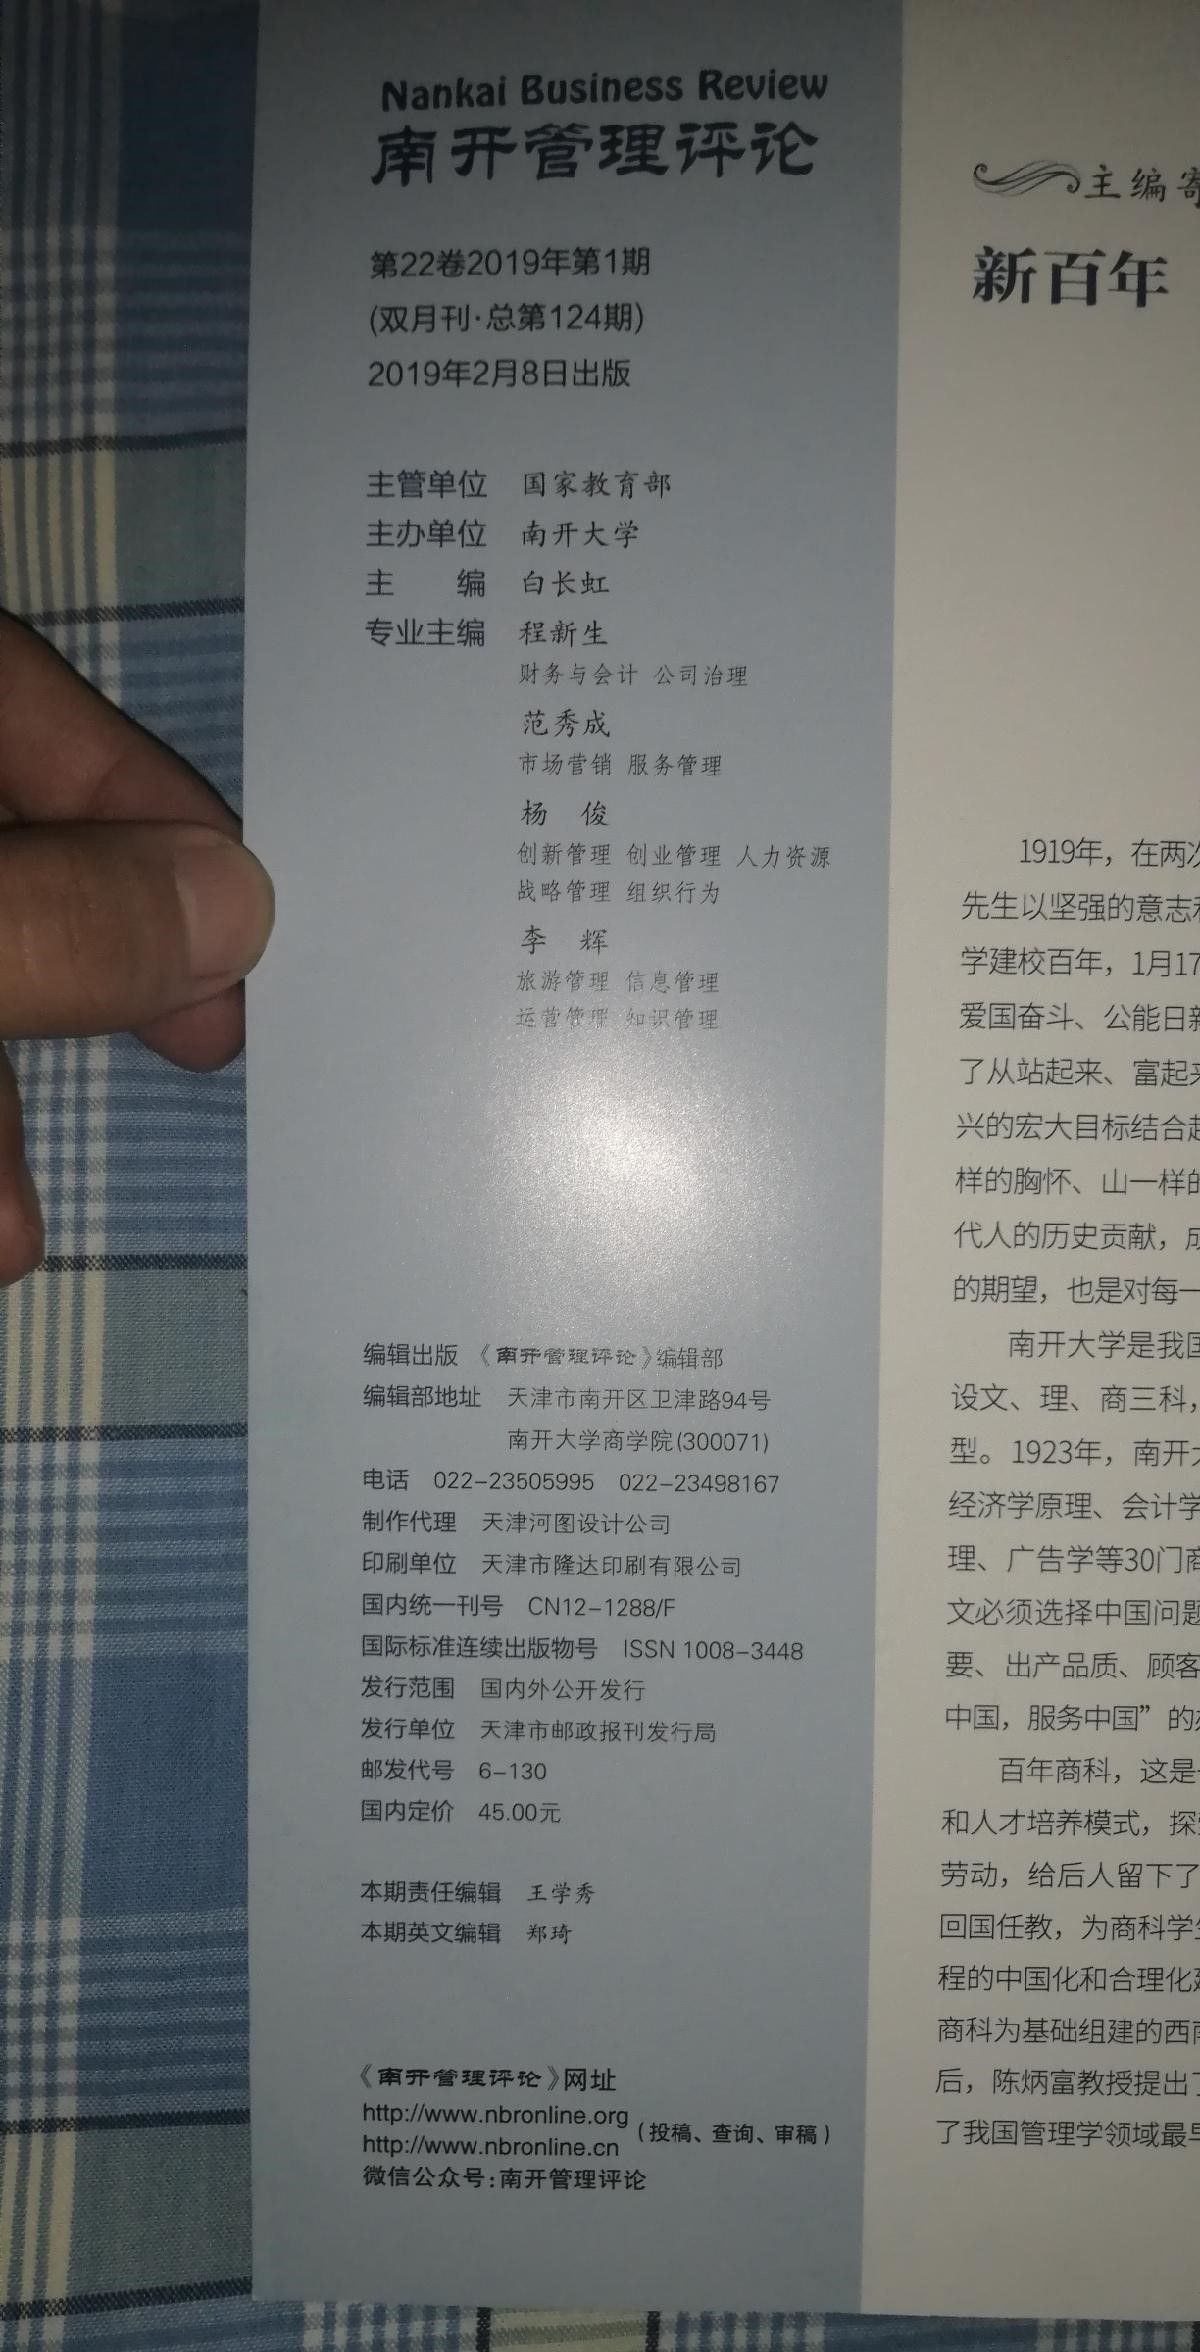 Nankai Business Review
南开管理评论
第22卷2019年第1期
(双月刊·总第124期)
2019年2月8日出版
主管单位 国家教育部
主办单位 南开大学
主 编 白长虹
专业主编 程新生
财务与会计 公司治理
范秀成
市场营销 服务管理
杨 俊
创新管理 创业管理 人力资源
战略管理 组织行为
李 辉
旅游管理 信息管理
运营管理 知识管理
编辑出版 《南开管理评论》编辑部
编辑部地址 天津市南开区卫津路94号
南开大学商学院(300071)
电话 022-23505995 022-23498167
制作代理 天津河图设计公司
印刷单位 天津市隆达印刷有限公司
国内统一刊号 CN12-1288/F
国际标准连续出版物号 ISSN 1008-3448
发行范围 国内外公开发行
发行单位 天津市邮政报刊发行局
邮发代号 6-130
国内定价 45.00元
本期责任编辑 王学秀
本期英文编辑 郑琦
《南开管理评论》网址
http://www.nbronline.org
http://www.nbronline.cn (投稿、查询、审稿)
微信公众号:南开管理评论
主编寄
新百年
1919年，在两次
先生以坚强的意志和
学建校百年，1月17
爱国奋斗、公能日新
了从站起来、富起来
兴的宏大目标结合起
样的胸怀、山一样的
代人的历史贡献，成
的期望，也是对每一
南开大学是我国
设文、理、商三科，
型。1923年，南开大
经济学原理、会计学
理、广告学等30门商
文必须选择中国问题
要、出产品质、顾客
中国，服务中国”的
百年商科，这是
和人才培养模式，探
劳动，给后人留下了
回国任教，为商科学
程的中国化和合理化建
商科为基础组建的西南
后，陈炳富教授提出了
了我国管理学领域最早